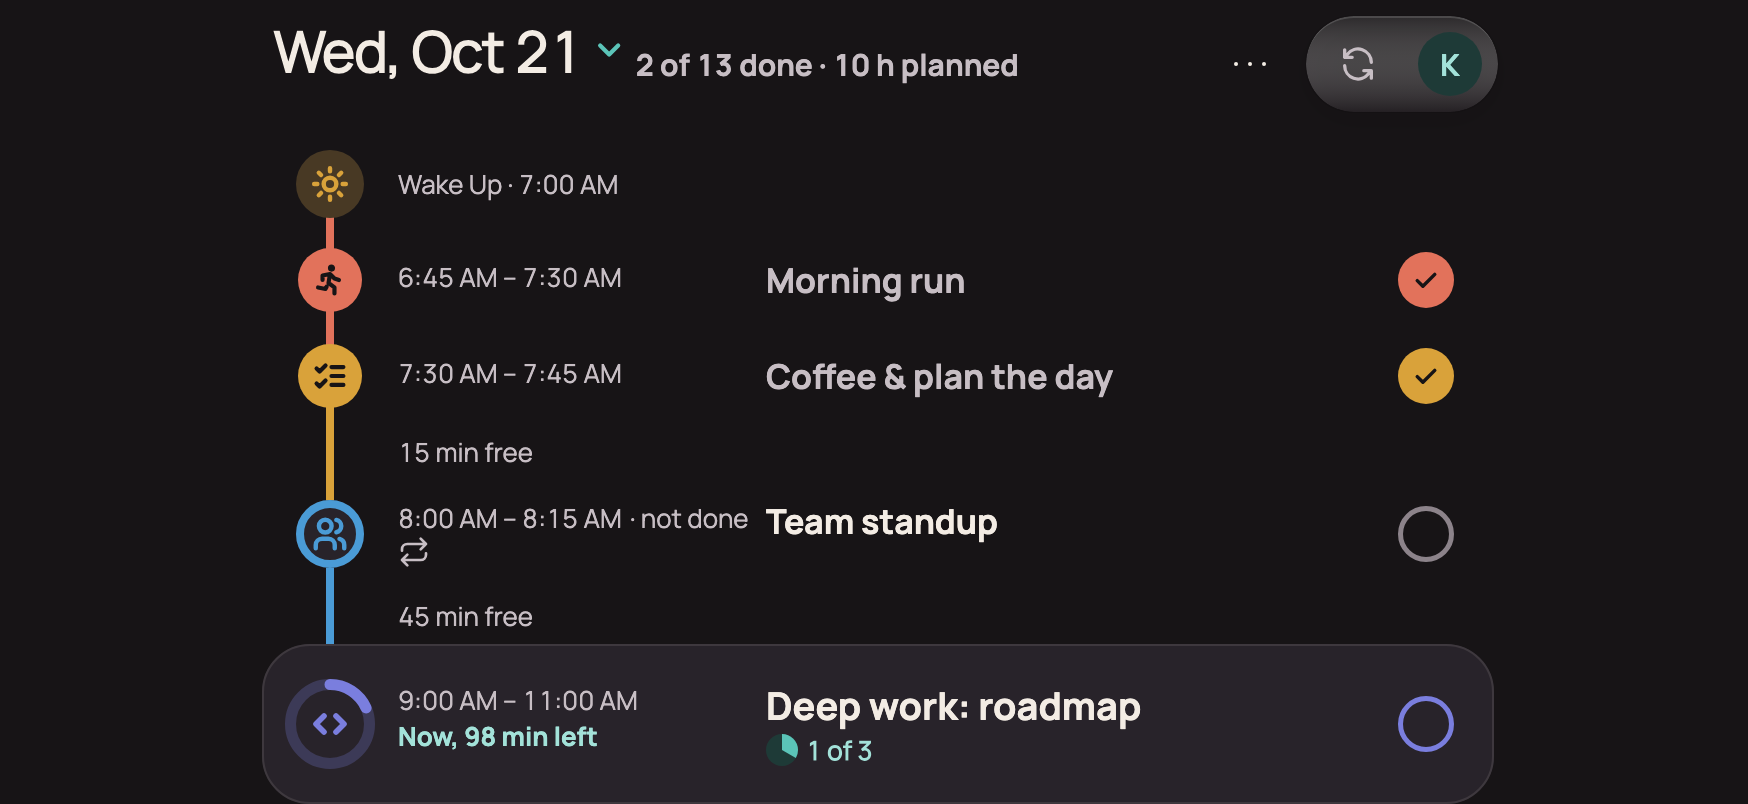 Wed, Oct 21
2 of 13 done · 10 h planned
K
Wake Up · 7:00 AM
6:45 AM – 7:30 AM
Morning run
7:30 AM – 7:45 AM
Coffee & plan the day
15 min free
8:00 AM – 8:15 AM · not done
Team standup
45 min free
9:00 AM – 11:00 AM
Deep work: roadmap
Now, 98 min left
1 of 3